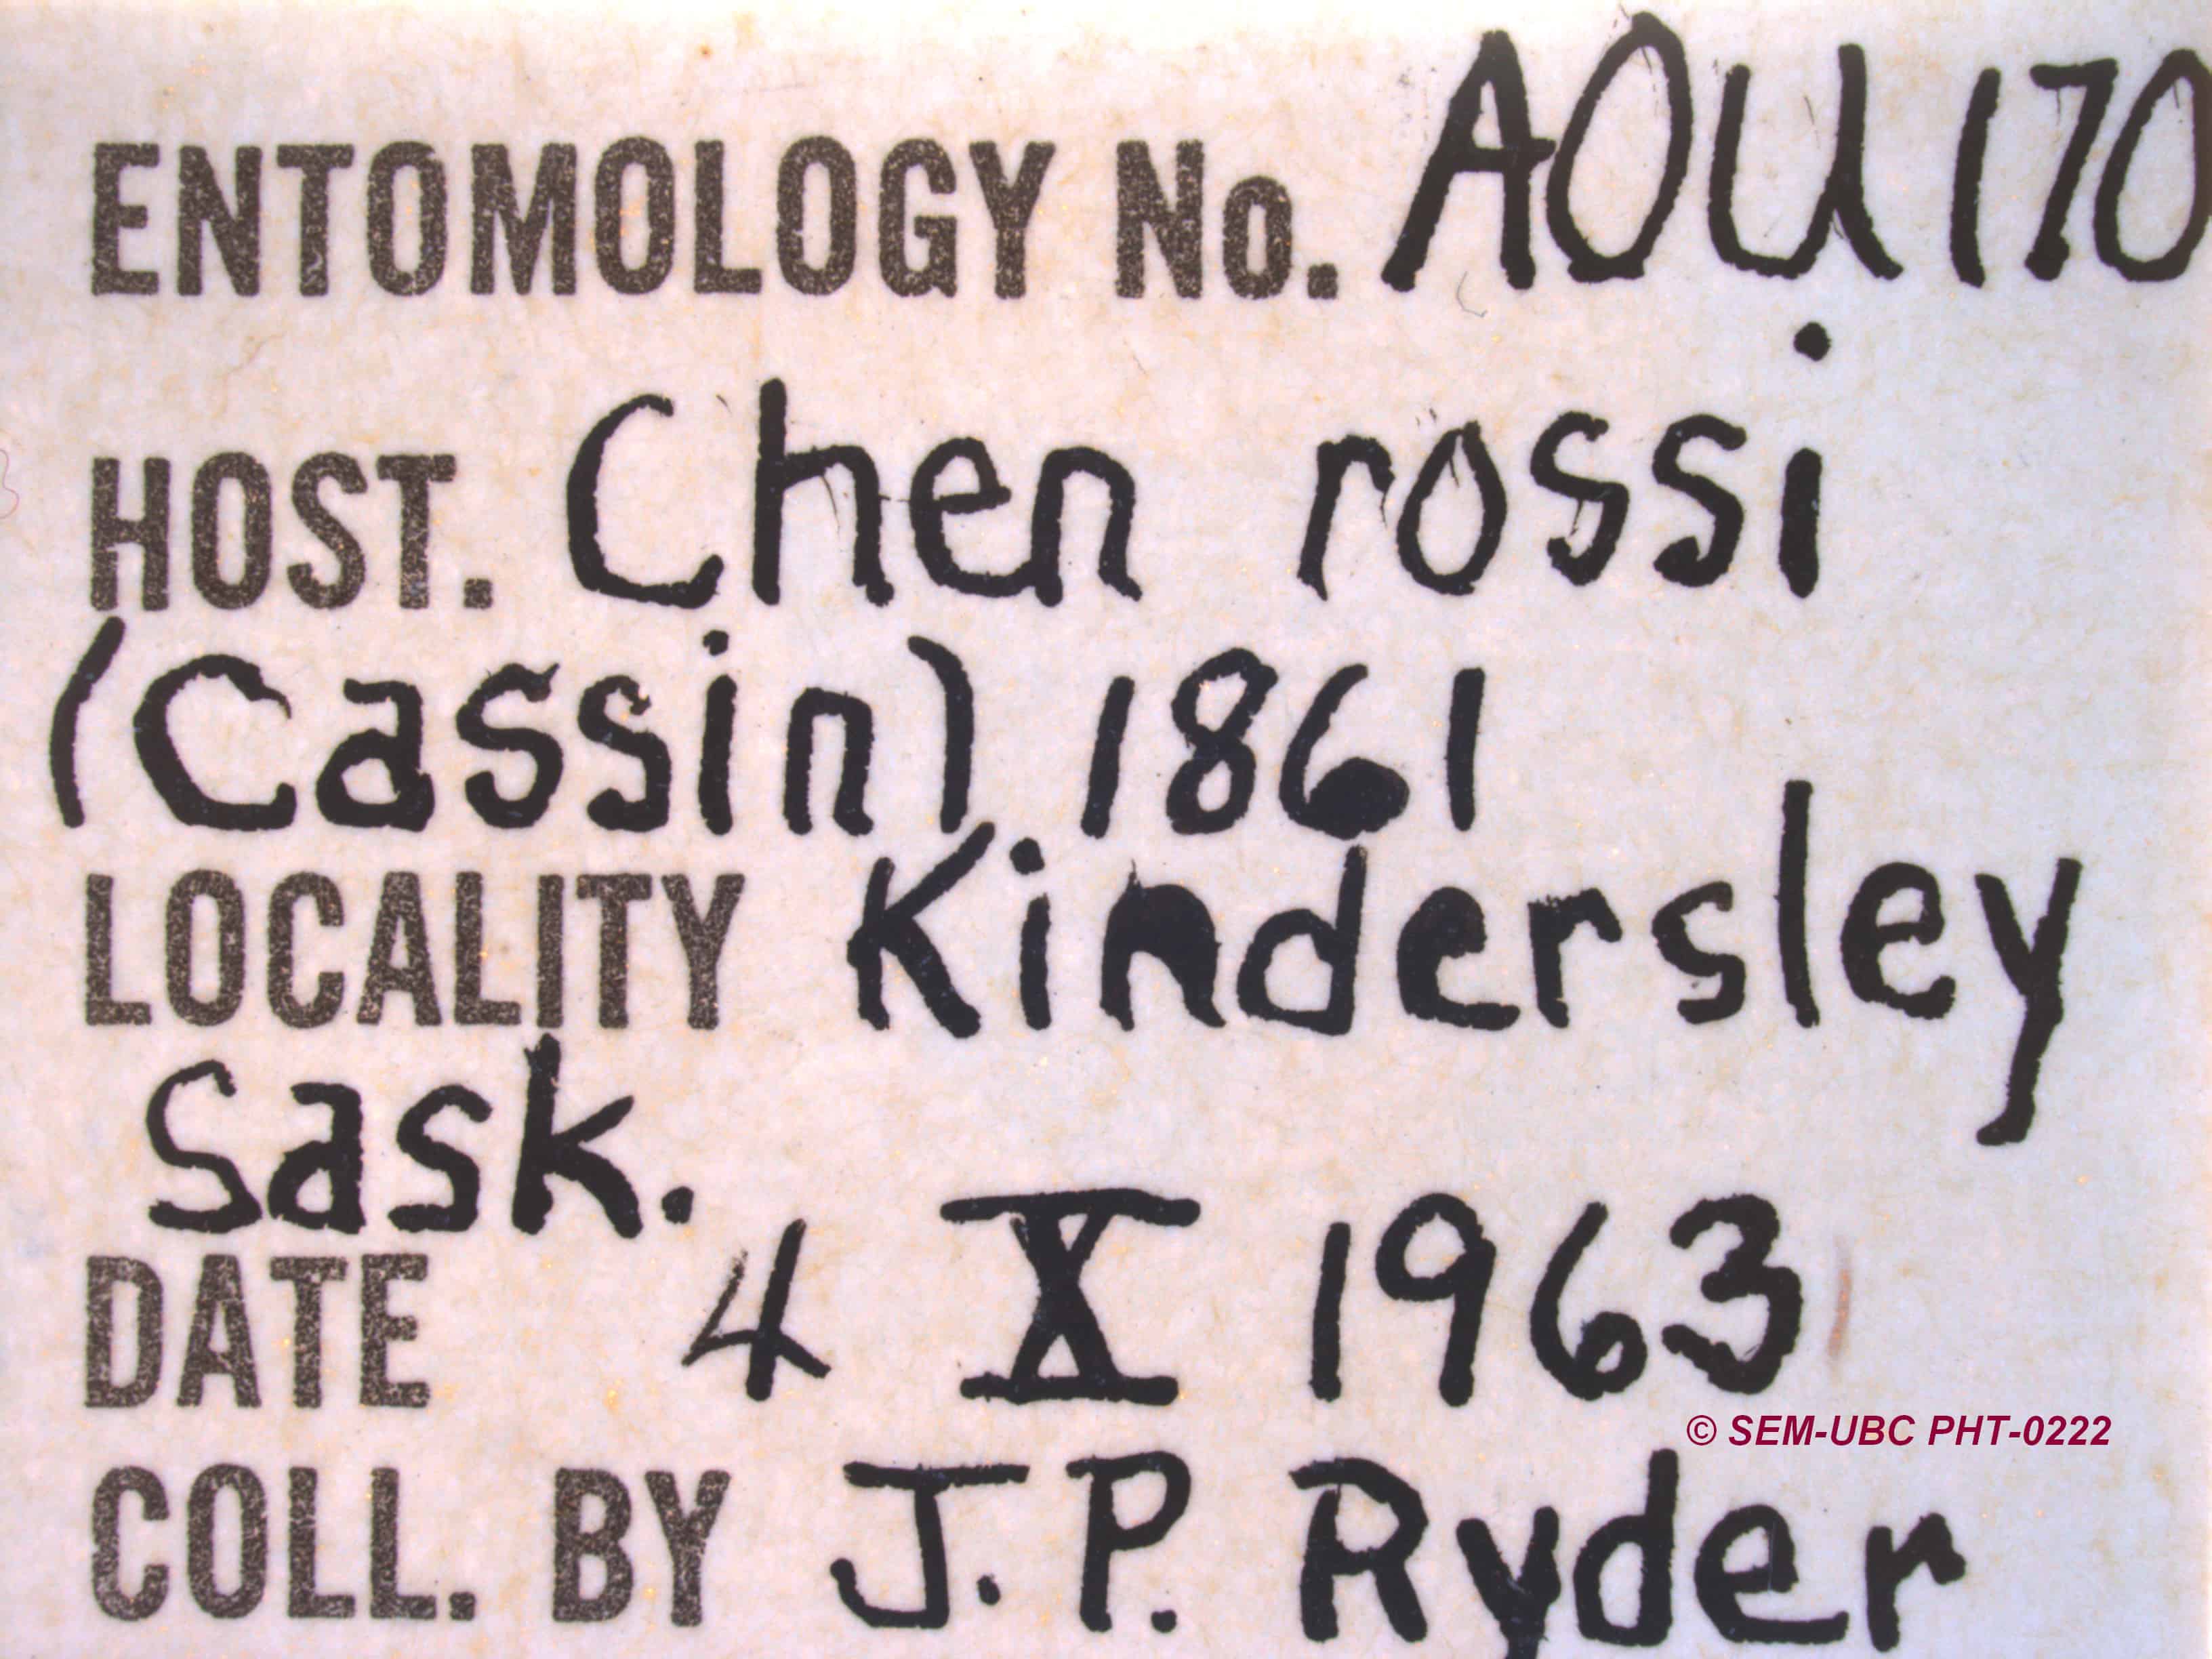 ENTOMOLOGY No. AOU 170
HOST. Chen rossi
(Cassin) 1861
LOCALITY Kindersley
Sask.
DATE 4 X 1963
© SEM-UBC PHT-0222
COLL. BY J.P. Ryder